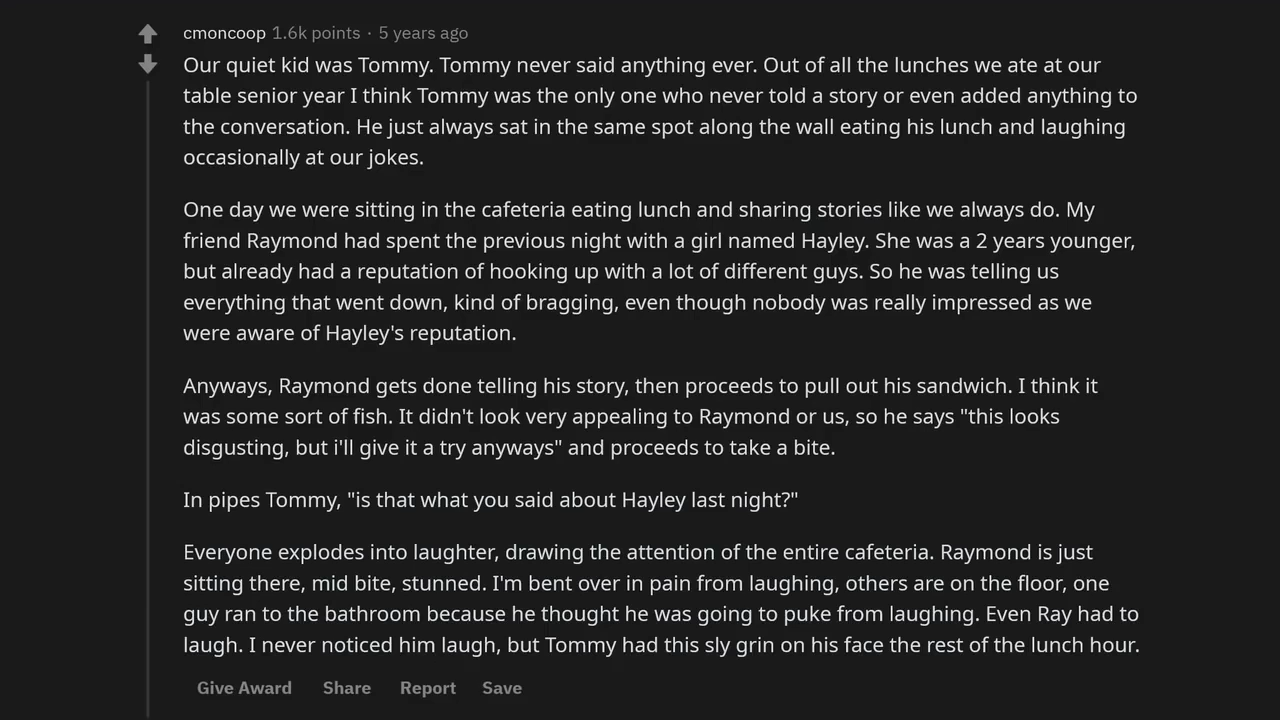 cmoncoop 1.6k points · 5 years ago
Our quiet kid was Tommy. Tommy never said anything ever. Out of all the lunches we ate at our
table senior year I think Tommy was the only one who never told a story or even added anything to
the conversation. He just always sat in the same spot along the wall eating his lunch and laughing
occasionally at our jokes.
One day we were sitting in the cafeteria eating lunch and sharing stories like we always do. My
friend Raymond had spent the previous night with a girl named Hayley. She was a 2 years younger,
but already had a reputation of hooking up with a lot of different guys. So he was telling us
everything that went down, kind of bragging, even though nobody was really impressed as we
were aware of Hayley's reputation.
Anyways, Raymond gets done telling his story, then proceeds to pull out his sandwich. I think it
was some sort of fish. It didn't look very appealing to Raymond or us, so he says "this looks
disgusting, but i'll give it a try anyways" and proceeds to take a bite.
In pipes Tommy, "is that what you said about Hayley last night?"
Everyone explodes into laughter, drawing the attention of the entire cafeteria. Raymond is just
sitting there, mid bite, stunned. I'm bent over in pain from laughing, others are on the floor, one
guy ran to the bathroom because he thought he was going to puke from laughing. Even Ray had to
laugh. I never noticed him laugh, but Tommy had this sly grin on his face the rest of the lunch hour.
Give Award Share Report Save